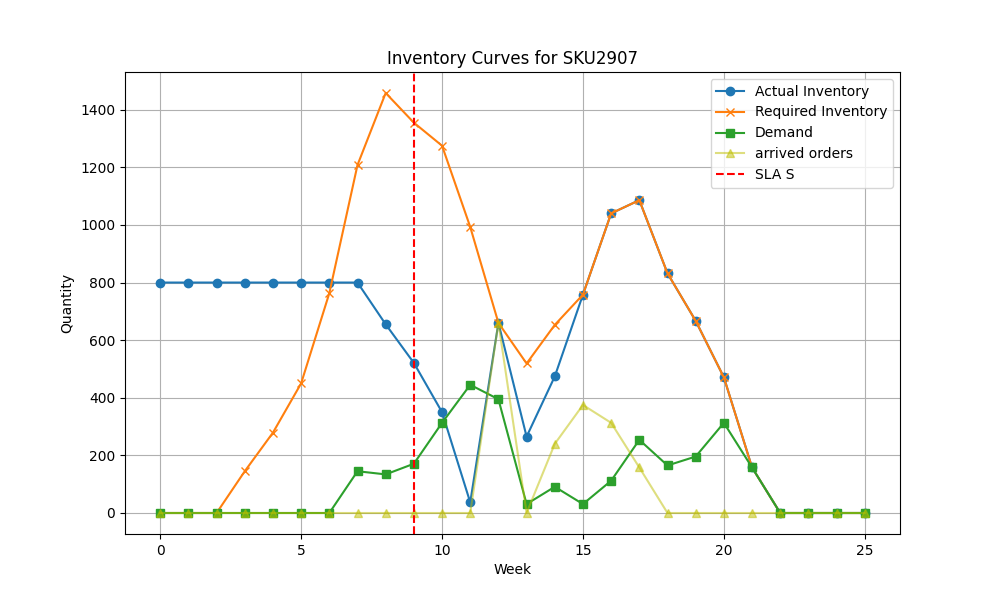 Inventory Curves for SKU2907
Actual Inventory
Required Inventory
Demand
arrived orders
SLA S
Quantity
1400
1200
1000
800
600
400
200
0
0 5 10 15 20 25
Week